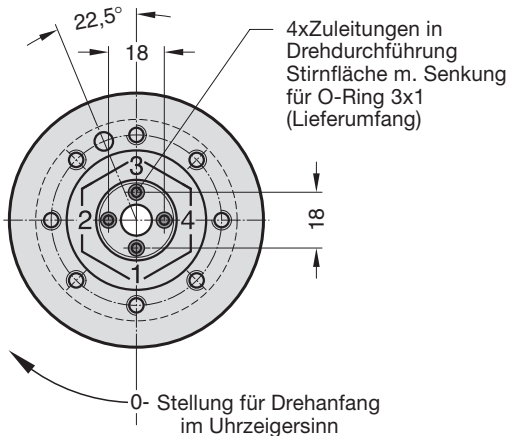 22,5°
18
4xZuleitungen in
Drehdurchführung
Stirnfläche m. Senkung
für O-Ring 3x1
(Lieferumfang)
3
2
4
1
18
0- Stellung für Drehanfang
im Uhrzeigersinn